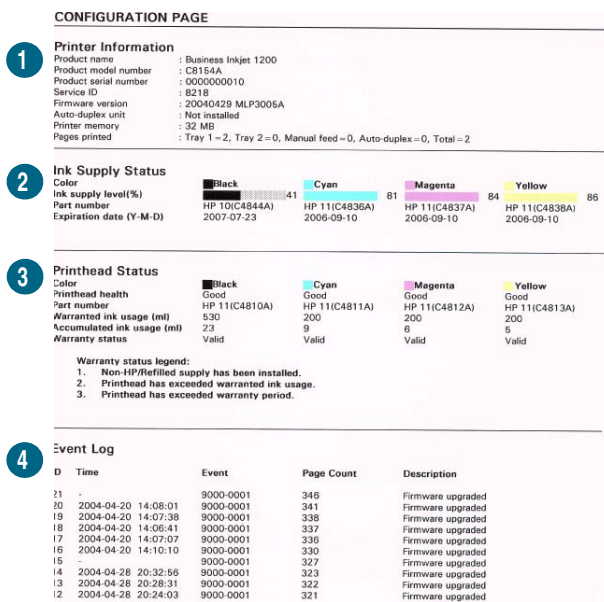 CONFIGURATION PAGE
1
Printer Information
Product name : Business Inkjet 1200
Product model number : C8154A
Product serial number : 0000000010
Service ID : 8218
Firmware version : 20040429 MLP3005A
Auto-duplex unit : Not installed
Printer memory : 32 MB
Pages printed : Tray 1=2, Tray 2=0, Manual feed=0, Auto-duplex=0, Total=2
2
Ink Supply Status
Color Black Cyan Magenta Yellow
Ink supply level(%) 41 81 84 86
Part number HP 10(C4844A) HP 11(C4836A) HP 11(C4837A) HP 11(C4838A)
Expiration date (Y-M-D) 2007-07-23 2006-09-10 2006-09-10 2006-09-10
3
Printhead Status
Color Black Cyan Magenta Yellow
Printhead health Good Good Good Good
Part number HP 11(C4810A) HP 11(C4811A) HP 11(C4812A) HP 11(C4813A)
Warranted ink usage (ml) 530 200 200 200
Accumulated ink usage (ml) 23 9 6 5
Warranty status Valid Valid Valid Valid
Warranty status legend:
1. Non-HP/Refilled supply has been installed.
2. Printhead has exceeded warranted ink usage.
3. Printhead has exceeded warranty period.
4
Event Log
ID Time Event Page Count Description
21 - 9000-0001 346 Firmware upgraded
20 2004-04-20 14:08:01 9000-0001 341 Firmware upgraded
19 2004-04-20 14:07:38 9000-0001 338 Firmware upgraded
18 2004-04-20 14:06:41 9000-0001 337 Firmware upgraded
17 2004-04-20 14:07:07 9000-0001 336 Firmware upgraded
16 2004-04-20 14:10:10 9000-0001 330 Firmware upgraded
15 - 9000-0001 327 Firmware upgraded
14 2004-04-28 20:32:56 9000-0001 323 Firmware upgraded
13 2004-04-28 20:28:31 9000-0001 322 Firmware upgraded
12 2004-04-28 20:24:03 9000-0001 321 Firmware upgraded